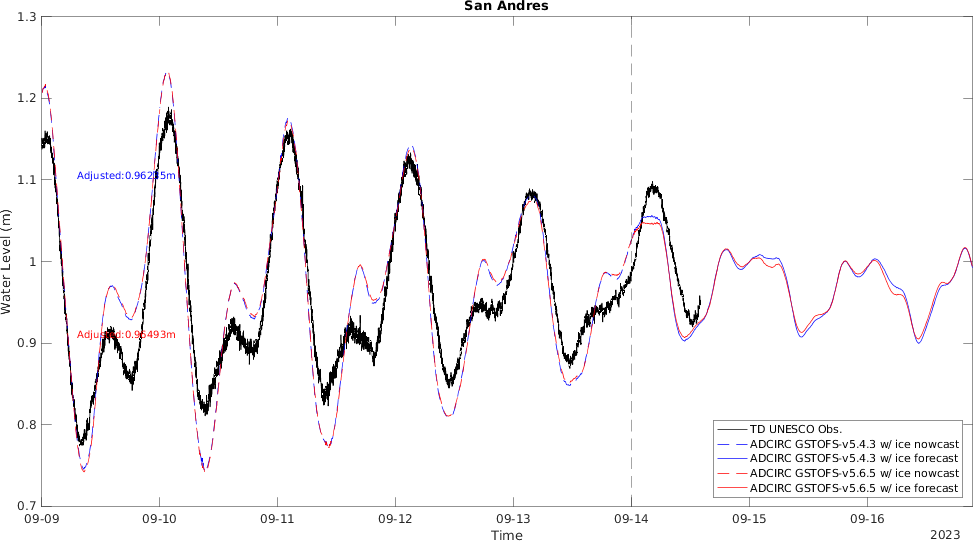 San Andres
1.3
1.2
1.1
1
0.9
0.8
0.7
Water Level (m)
Adjusted:0.96275m
Adjusted:0.95493m
TD UNESCO Obs.
ADCIRC GSTOFS-v5.4.3 w/ ice nowcast
ADCIRC GSTOFS-v5.4.3 w/ ice forecast
ADCIRC GSTOFS-v5.6.5 w/ ice nowcast
ADCIRC GSTOFS-v5.6.5 w/ ice forecast
09-09 09-10 09-11 09-12 09-13 09-14 09-15 09-16
Time
2023